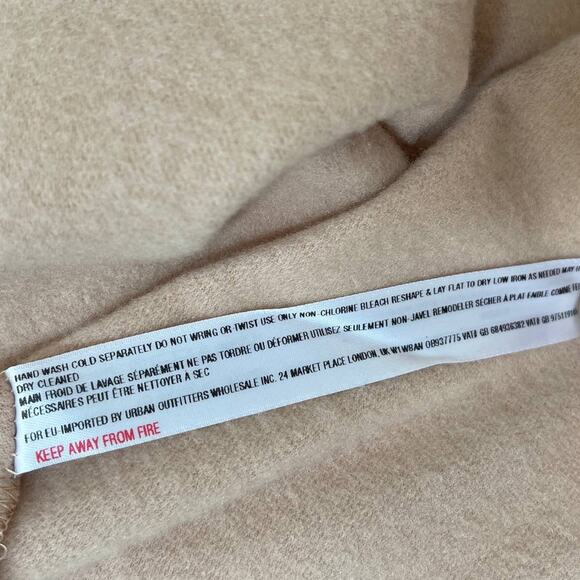 HAND WASH COLD SEPARATELY DO NOT WRING OR TWIST USE ONLY NON-CHLORINE BLEACH RESHAPE & LAY FLAT TO DRY LOW IRON AS NEEDED MAY
DRY CLEANED
MAIN FROID DE LAVAGE SÉPARÉMENT NE PAS TORDRE OU DÉFORMER UTILISEZ SEULEMENT NON-JAVEL REMODELER SÉCHER À PLAT FAIBLE COMME
NÉCESSAIRES PEUT ÊTRE NETTOYER A SEC
FOR EU-IMPORTED BY URBAN OUTFITTERS WHOLESALE INC. 24 MARKET PLACE LONDON, UK W1W8AN OB937775 VAT# GB 684936382 VAT# GB
KEEP AWAY FROM FIRE